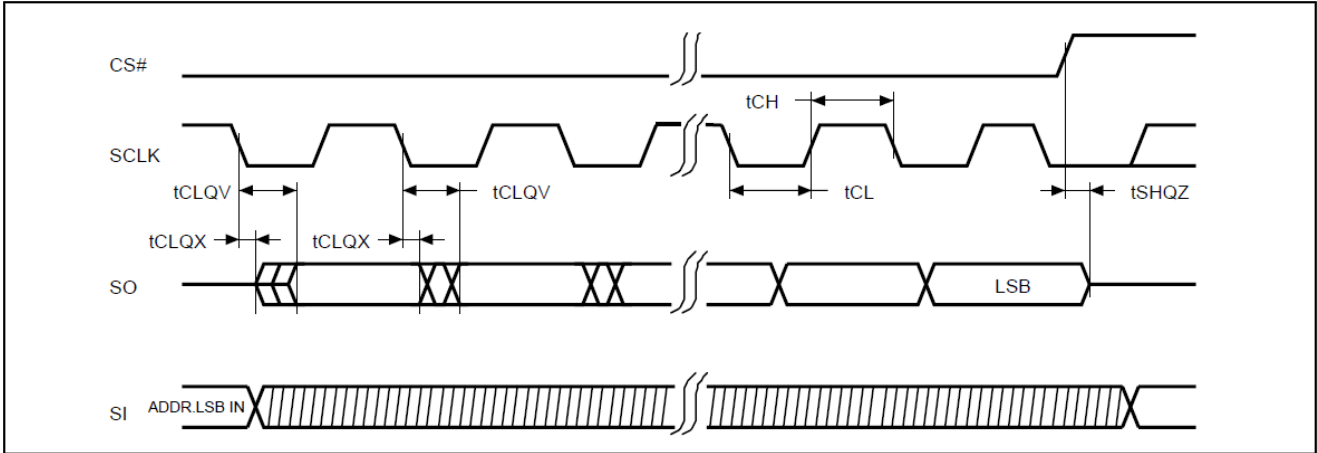 CS#
tCH
SCLK
tCLQV tCLQV tCL tSHQZ
tCLQX tCLQX
SO LSB
SI ADDR.LSB IN